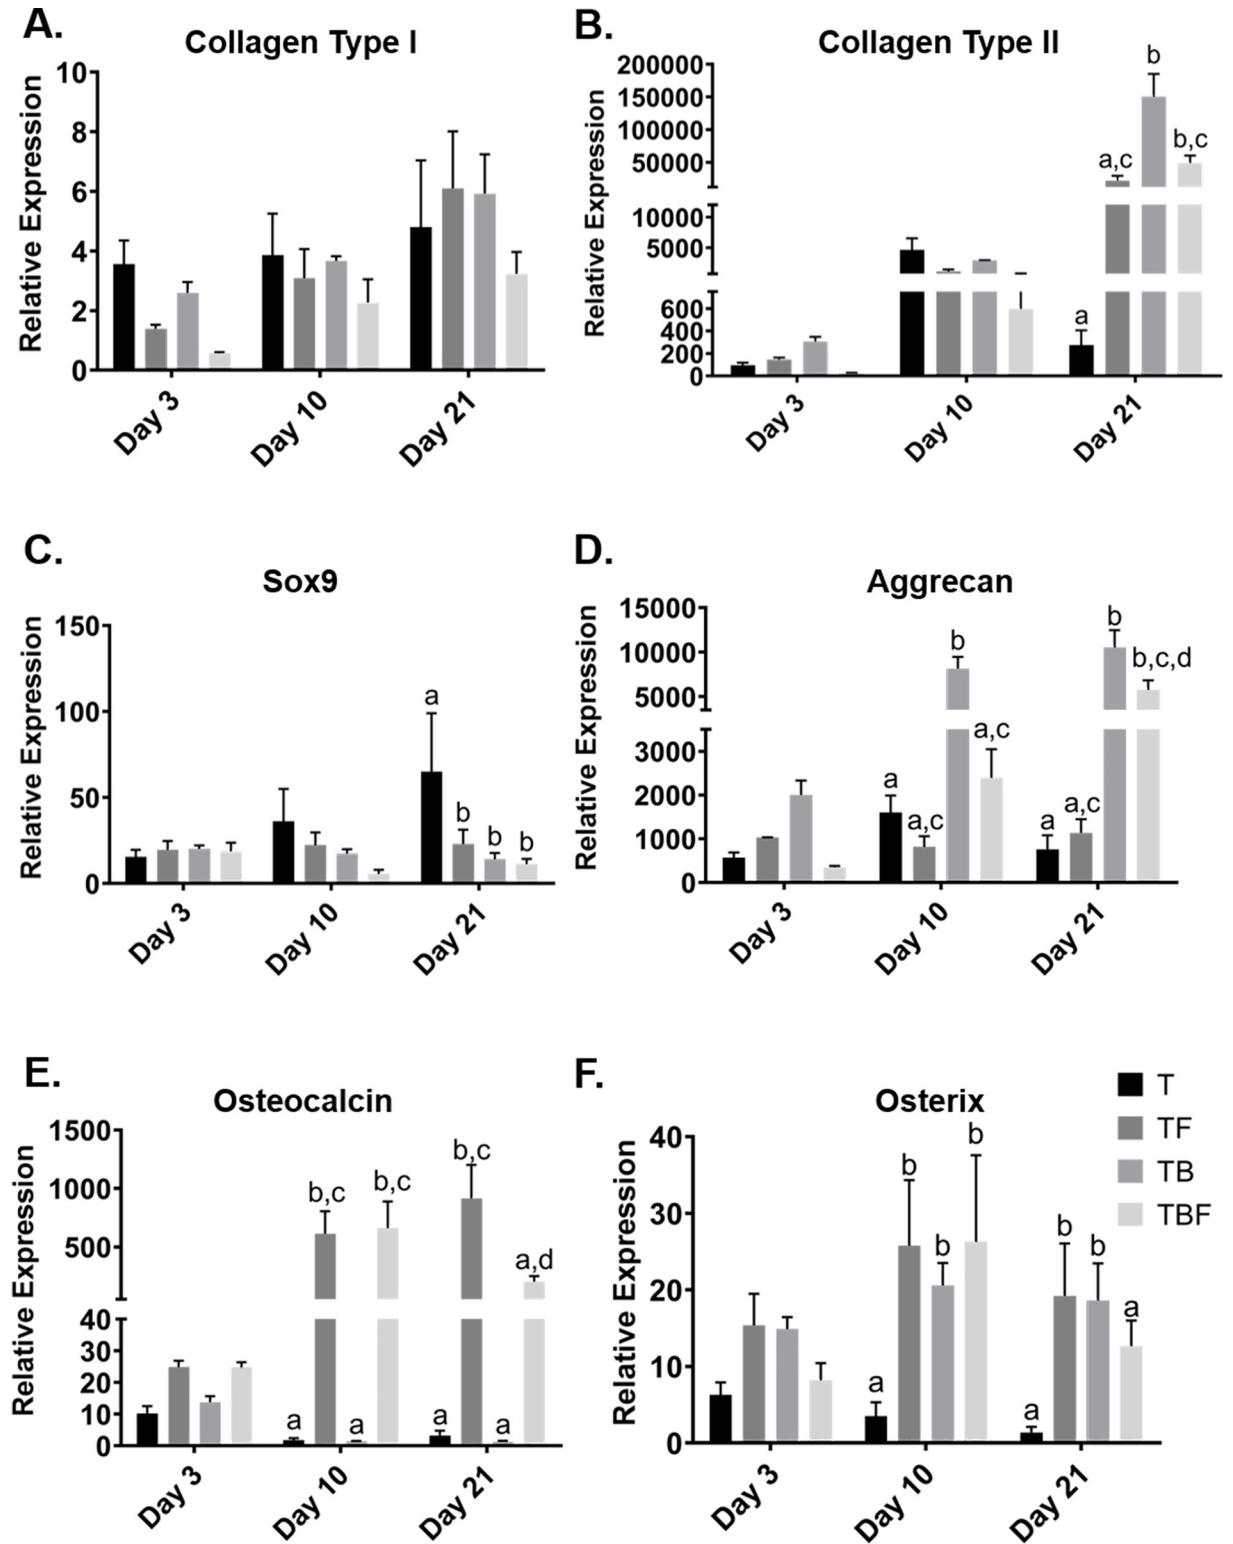 A.
Collagen Type I
Relative Expression
10
8
6
4
2
0
Day 3
Day 10
Day 21
B.
Collagen Type II
Relative Expression
200000
150000
100000
50000
10000
5000
600
400
200
0
a
a,c
b
b,c
Day 3
Day 10
Day 21
C.
Sox9
Relative Expression
150
100
50
0
a
b
b
b
Day 3
Day 10
Day 21
D.
Aggrecan
Relative Expression
15000
10000
5000
3000
2000
1000
0
a
a,c
b
a,c
a
a,c
b
b,c,d
Day 3
Day 10
Day 21
E.
Osteocalcin
Relative Expression
1500
1000
500
40
30
20
10
0
a
b,c
a
b,c
a
b,c
a
a,d
Day 3
Day 10
Day 21
F.
Osterix
Relative Expression
40
30
20
10
0
a
b
b
b
a
b
b
a
Day 3
Day 10
Day 21
T
TF
TB
TBF